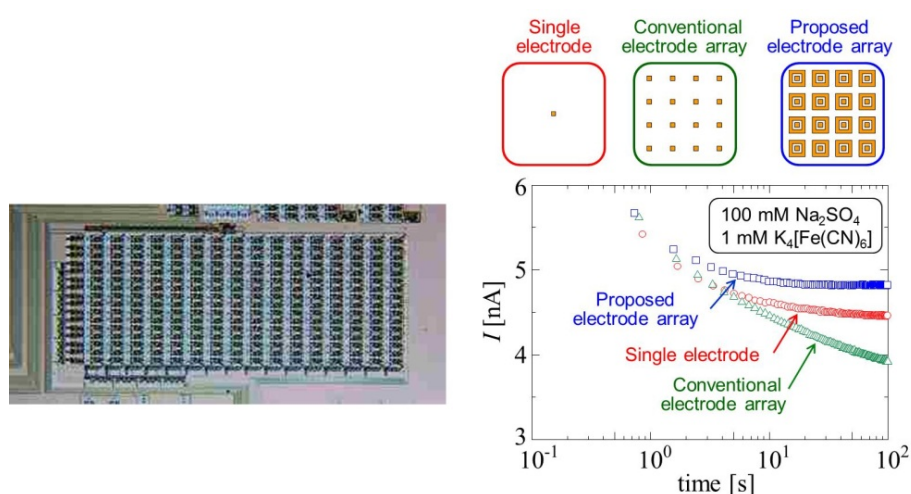 Single
electrode
Conventional
electrode array
Proposed
electrode array
6
5
4
3
I [nA]
100 mM Na₂SO₄
1 mM K₄[Fe(CN)₆]
Proposed
electrode array
Single electrode
Conventional
electrode array
10⁻¹ 10⁰ 10¹ 10²
time [s]